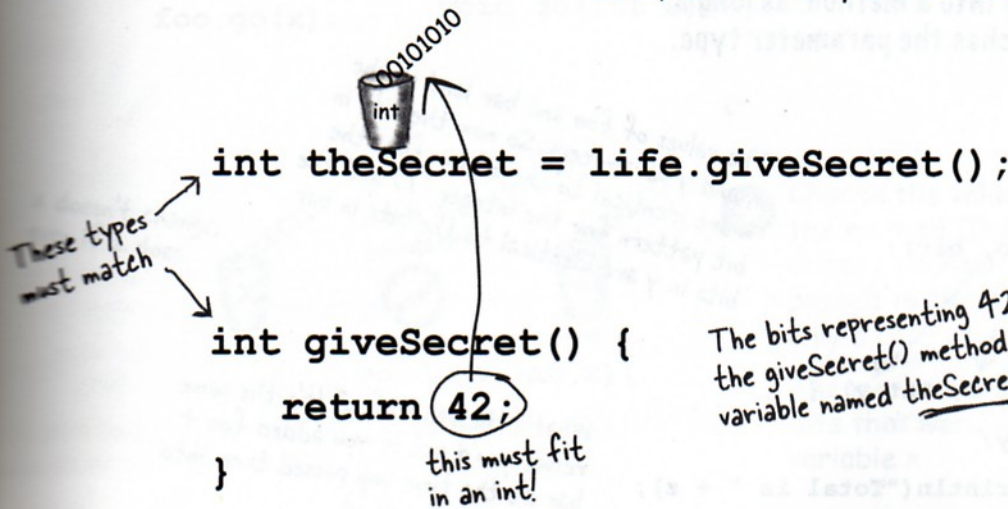 00101010
int
int theSecret = life.giveSecret();
These types
must match
int giveSecret() {
return 42;
}
this must fit
in an int!
The bits representing 42
the giveSecret() method
variable named theSecre